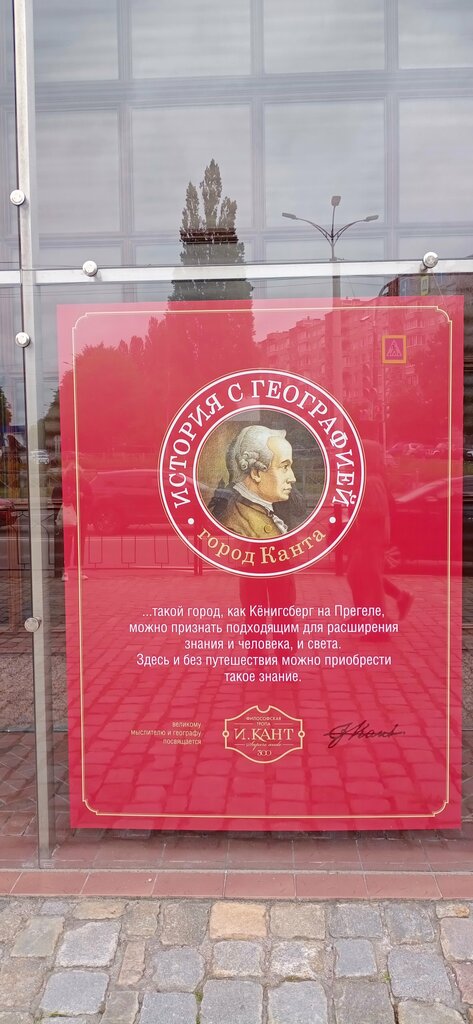 ИСТОРИЯ С ГЕОГРАФИЕЙ
город Канта
...такой город, как Кёнигсберг на Прегеле,
можно признать подходящим для расширения
знания и человека, и света.
Здесь и без путешествия можно приобрести
такое знание.
великому
мыслителю и географу
посвящается
ФИЛОСОФСКАЯ
ТРОПА
И.КАНТ
300